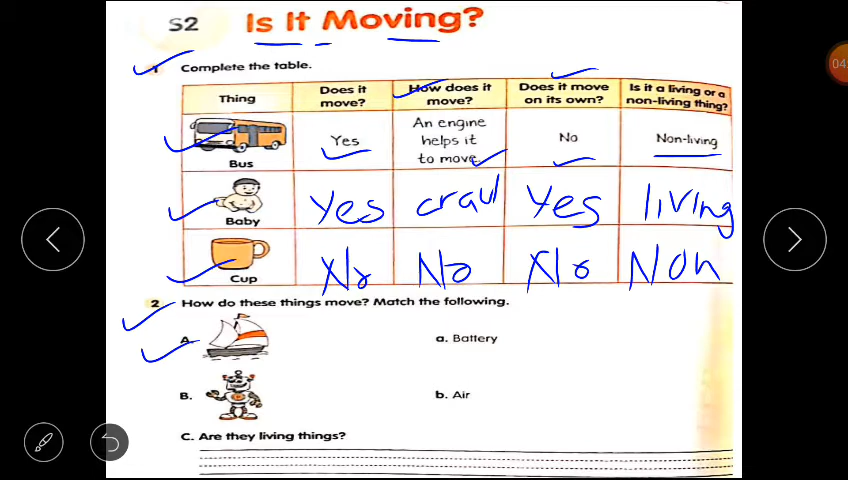 S2 Is It Moving?
1 Complete the table.
Thing Does it move? How does it move? Does it move on its own? Is it a living or a non-living thing?
Bus Yes An engine helps it to move. No Non-living
Baby Yes craul Yes living
Cup No No No Non
2 How do these things move? Match the following.
A. a. Battery
B. b. Air
C. Are they living things?